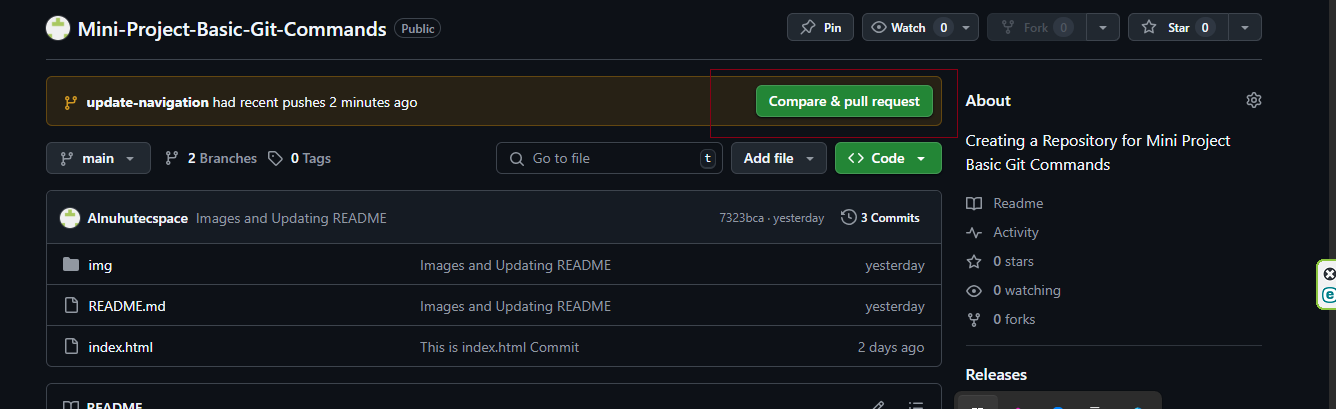 Mini-Project-Basic-Git-Commands Public Pin Watch 0 Fork 0 Star 0
update-navigation had recent pushes 2 minutes ago Compare & pull request
About
Creating a Repository for Mini Project
Basic Git Commands
main 2 Branches 0 Tags Go to file t Add file Code
Alnuhutecspace Images and Updating README 7323bca · yesterday 3 Commits
Readme
Activity
img Images and Updating README yesterday
0 stars
0 watching
README.md Images and Updating README yesterday
0 forks
index.html This is index.html Commit 2 days ago
Releases
README